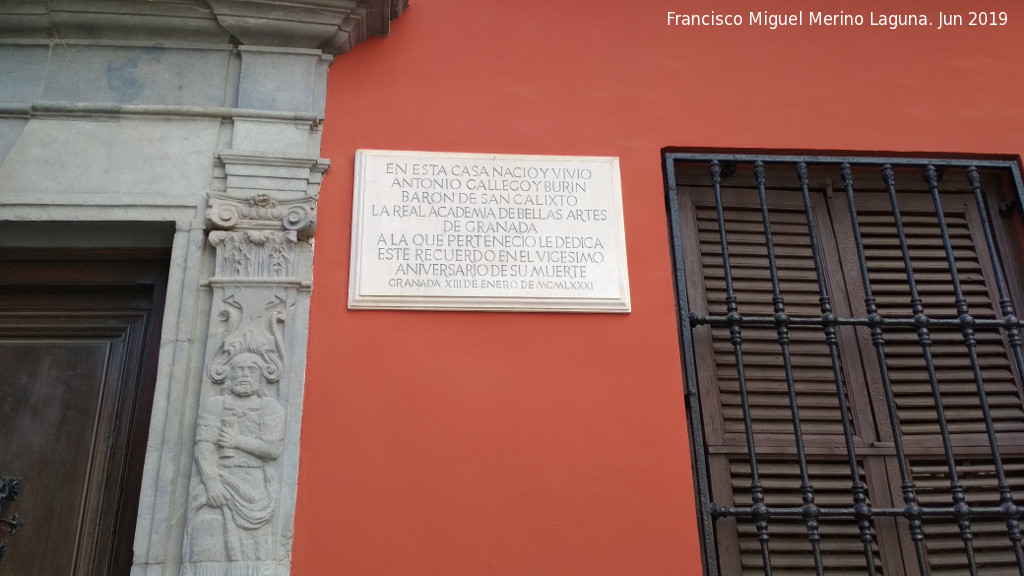 Francisco Miguel Merino Laguna. Jun 2019
EN ESTA CASA NACIO Y VIVIO
ANTONIO GALLEGO Y BURIN
BARON DE SAN CALIXTO
LA REAL ACADEMIA DE BELLAS ARTES
DE GRANADA
A LA QUE PERTENECIO LE DEDICA
ESTE RECUERDO EN EL VIGESIMO
ANIVERSARIO DE SU MUERTE
GRANADA XIII DE ENERO DE MCMLXXXI